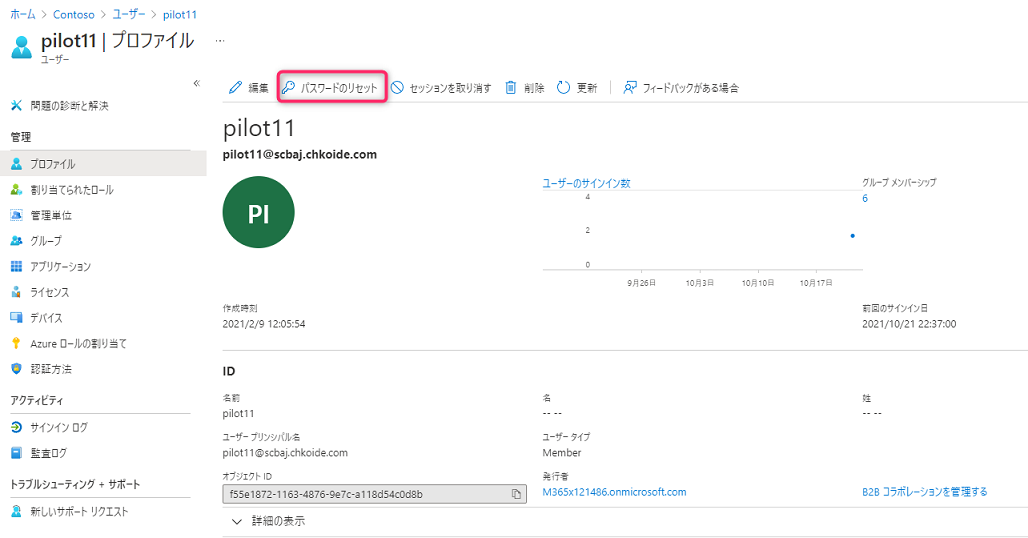 ホーム > Contoso > ユーザー > pilot11
pilot11 | プロファイル ...
ユーザー
«
問題の診断と解決
管理
プロファイル
割り当てられたロール
管理単位
グループ
アプリケーション
ライセンス
デバイス
Azure ロールの割り当て
認証方法
アクティビティ
サインイン ログ
監査ログ
トラブルシューティング + サポート
新しいサポート リクエスト
編集 パスワードのリセット セッションを取り消す 削除 更新 フィードバックがある場合
pilot11
pilot11@scbaj.chkoide.com
PI
ユーザーのサインイン数
4
2
0
9月26日 10月3日 10月10日 10月17日
グループ メンバーシップ
6
作成時刻
2021/2/9 12:05:54
前回のサインイン日
2021/10/21 22:37:00
ID
名前 名 姓
pilot11 -- -- -- --
ユーザー プリンシパル名 ユーザー タイプ
pilot11@scbaj.chkoide.com Member
オブジェクト ID 発行者
f55e1872-1163-4876-9e7c-a118d54c0d8b M365x121486.onmicrosoft.com B2B コラボレーションを管理する
詳細の表示